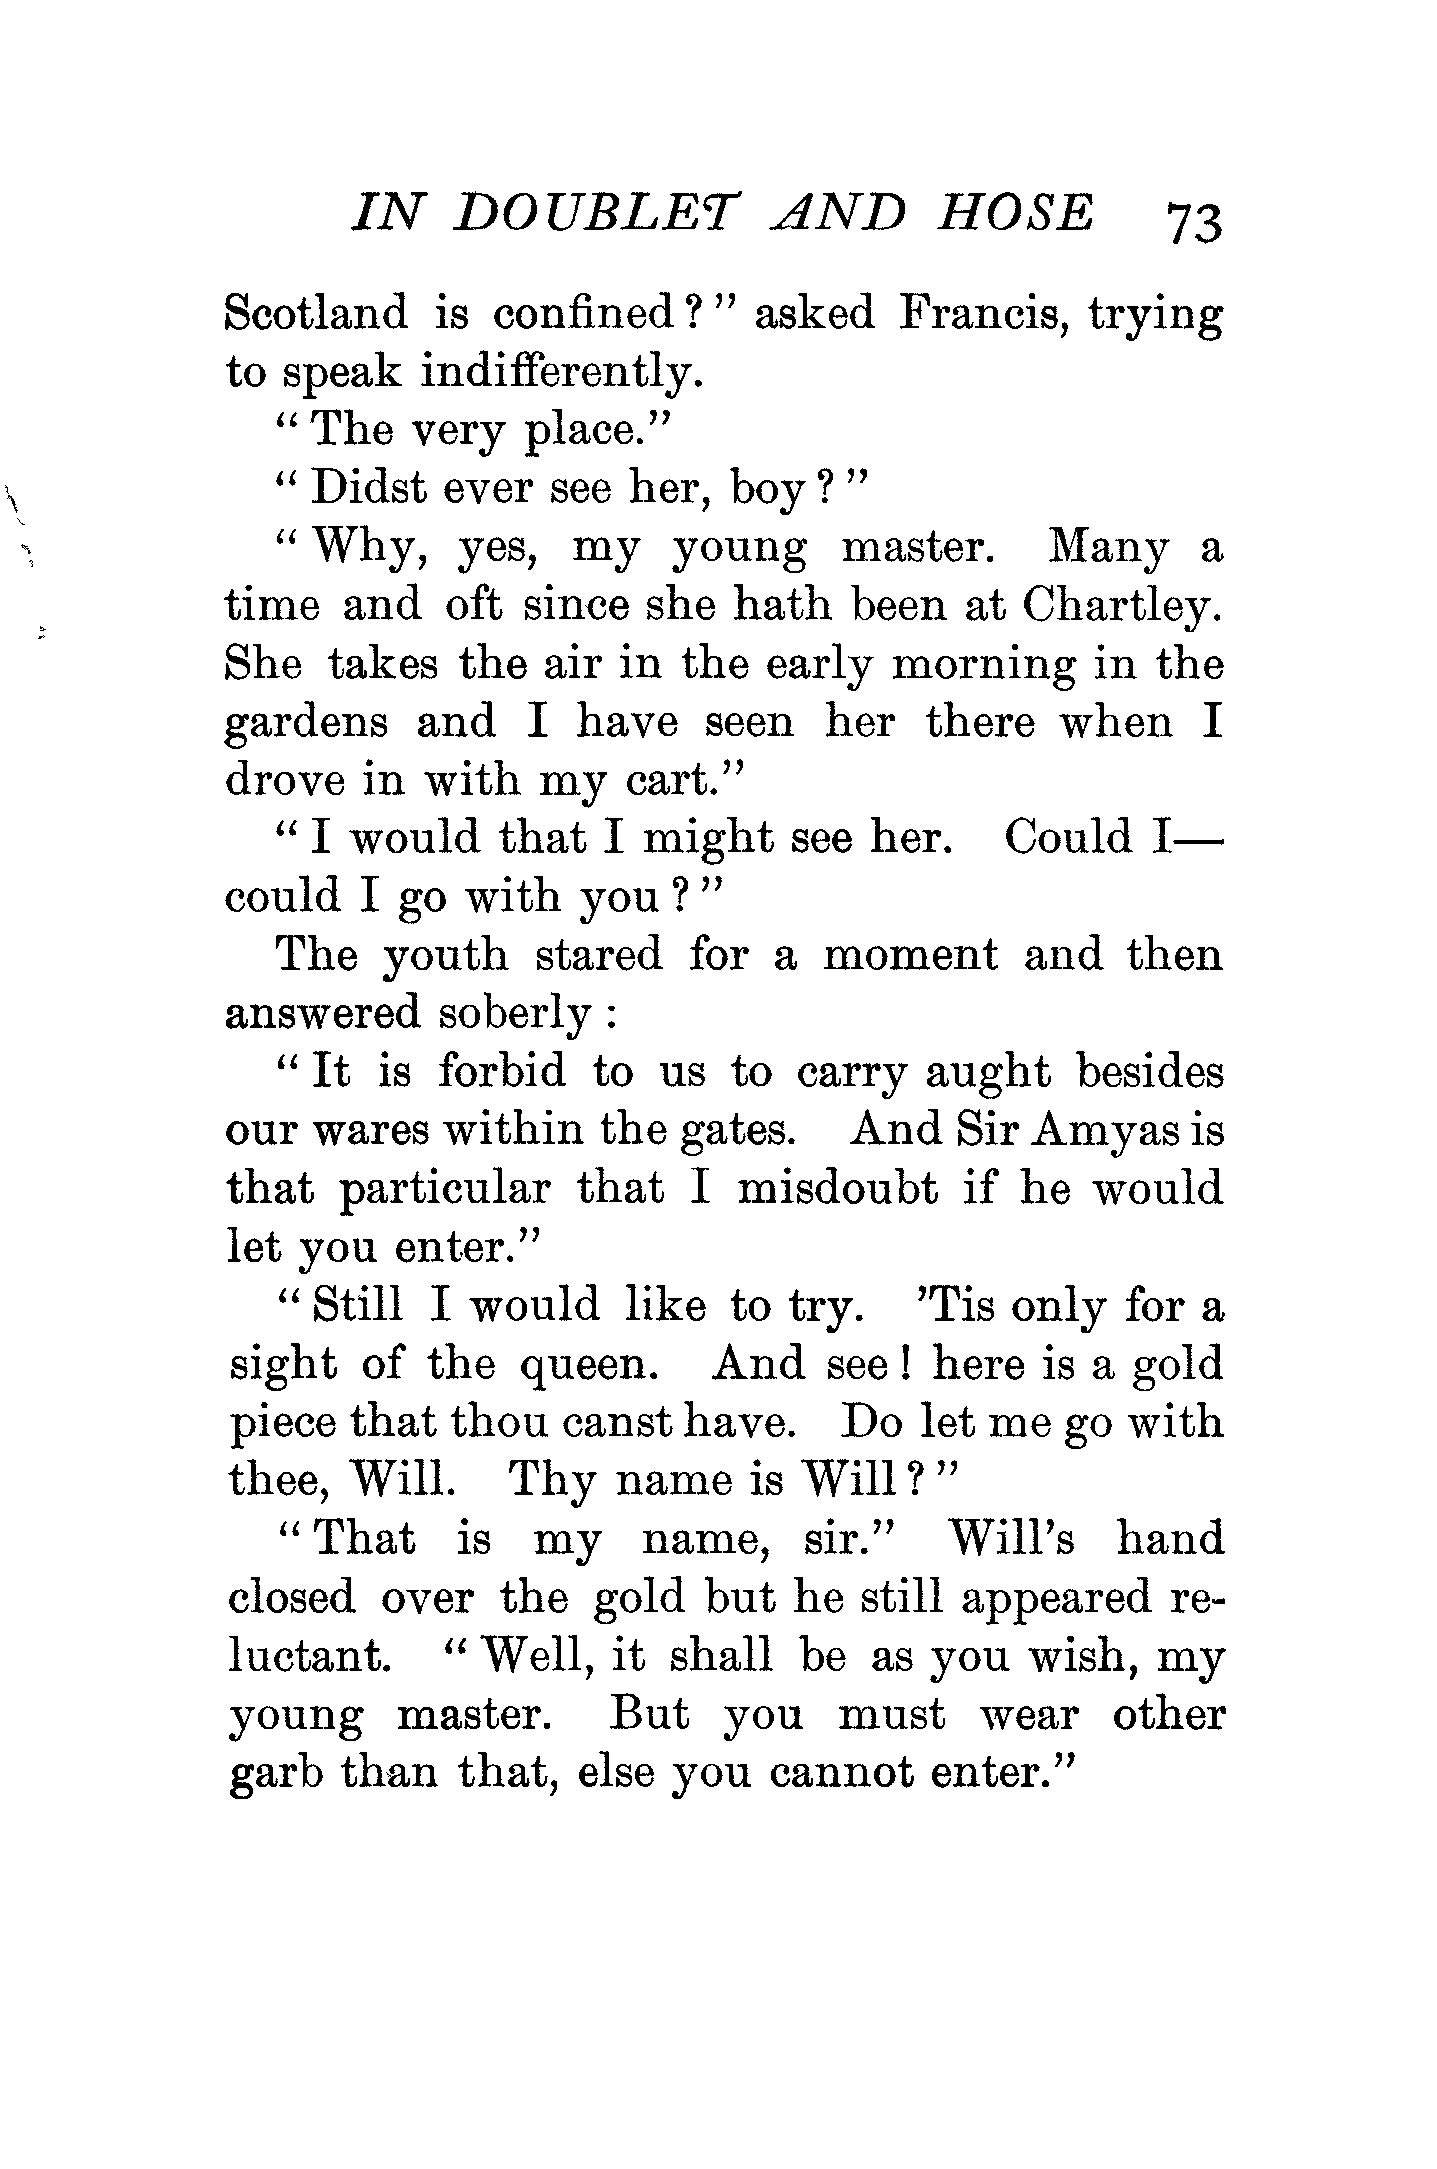 IN DOUBLET AND HOSE 73
Scotland is confined?" asked Francis, trying
to speak indifferently.
"The very place."
"Didst ever see her, boy?"
"Why, yes, my young master. Many a
time and oft since she hath been at Chartley.
She takes the air in the early morning in the
gardens and I have seen her there when I
drove in with my cart."
"I would that I might see her. Could I—
could I go with you?"
The youth stared for a moment and then
answered soberly:
"It is forbid to us to carry aught besides
our wares within the gates. And Sir Amyas is
that particular that I misdoubt if he would
let you enter."
"Still I would like to try. 'Tis only for a
sight of the queen. And see! here is a gold
piece that thou canst have. Do let me go with
thee, Will. Thy name is Will?"
"That is my name, sir." Will's hand
closed over the gold but he still appeared re-
luctant. "Well, it shall be as you wish, my
young master. But you must wear other
garb than that, else you cannot enter."